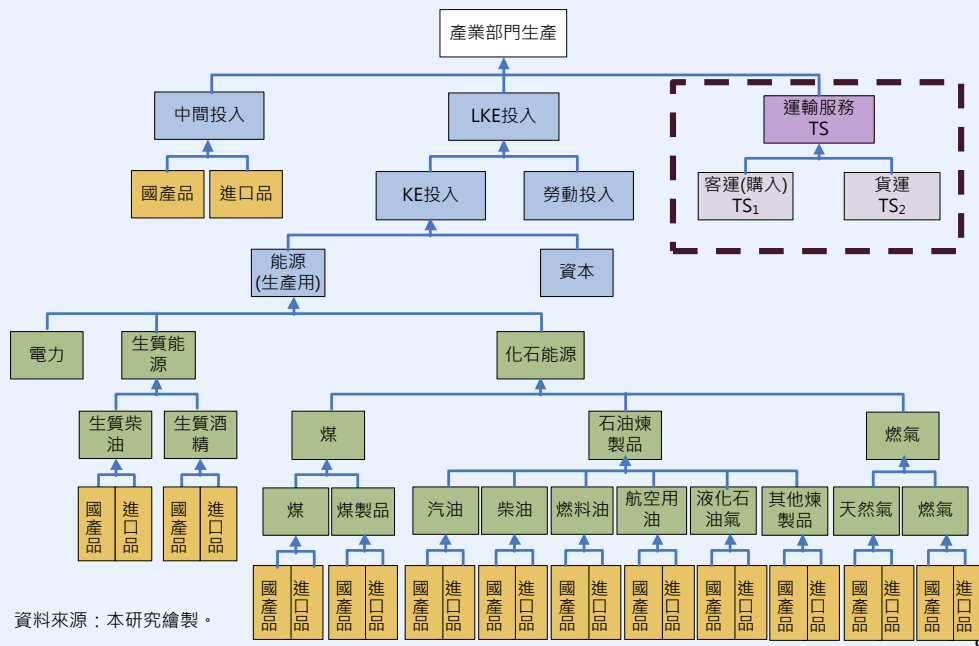 產業部門生產
中間投入
LKE投入
運輸服務
TS
國產品
進口品
KE投入
勞動投入
客運(購入)
TS₁
貨運
TS₂
能源
(生產用)
資本
電力
生質能
源
化石能源
生質柴
油
生質酒
精
煤
石油煉
製品
燃氣
國產品
進口品
國產品
進口品
煤
煤製品
汽油
柴油
燃料油
航空用
油
液化石
油氣
其他煉
製品
天然氣
燃氣
國產品
進口品
國產品
進口品
國產品
進口品
國產品
進口品
國產品
進口品
國產品
進口品
國產品
進口品
國產品
進口品
國產品
進口品
國產品
進口品
資料來源：本研究繪製。